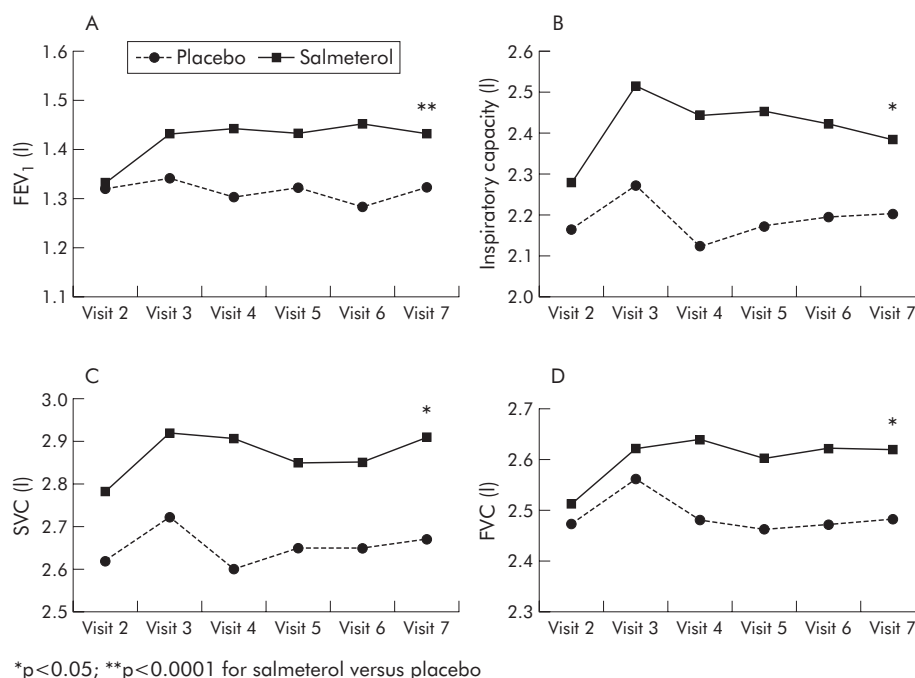 A
1.6
1.5
1.4
1.3
1.2
1.1
FEV1 (l)
Placebo Salmeterol
**
Visit 2 Visit 3 Visit 4 Visit 5 Visit 6 Visit 7
B
2.6
2.5
2.4
2.3
2.2
2.1
2.0
Inspiratory capacity (l)
*
Visit 2 Visit 3 Visit 4 Visit 5 Visit 6 Visit 7
C
3.0
2.9
2.8
2.7
2.6
2.5
SVC (l)
*
Visit 2 Visit 3 Visit 4 Visit 5 Visit 6 Visit 7
D
2.7
2.6
2.5
2.4
2.3
FVC (l)
*
Visit 2 Visit 3 Visit 4 Visit 5 Visit 6 Visit 7
*p<0.05; **p<0.0001 for salmeterol versus placebo